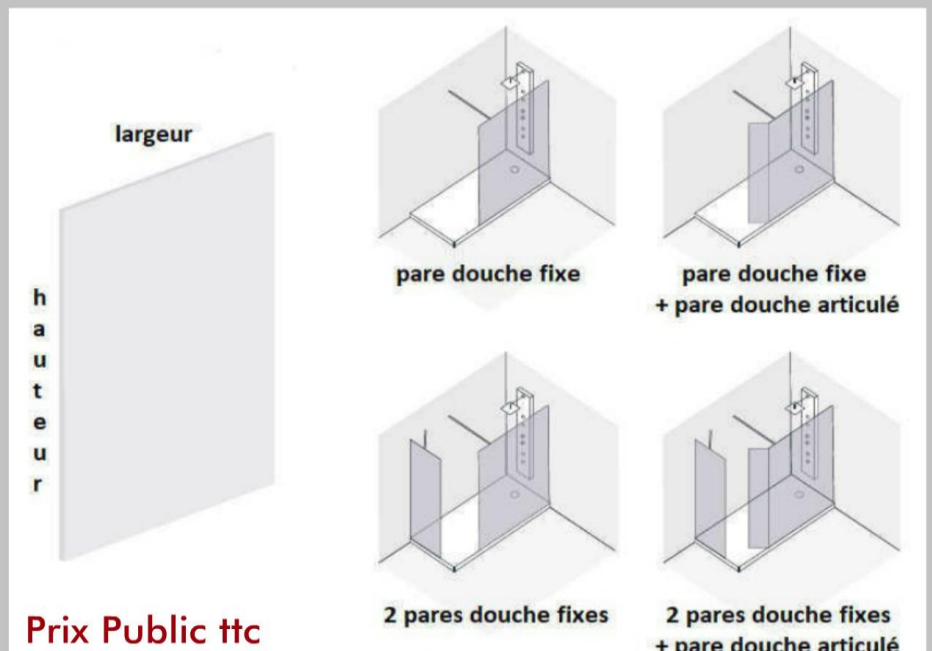 largeur
hauteur
pare douche fixe
pare douche fixe
+ pare douche articulé
2 pares douche fixes
2 pares douche fixes
+ pare douche articulé
Prix Public ttc